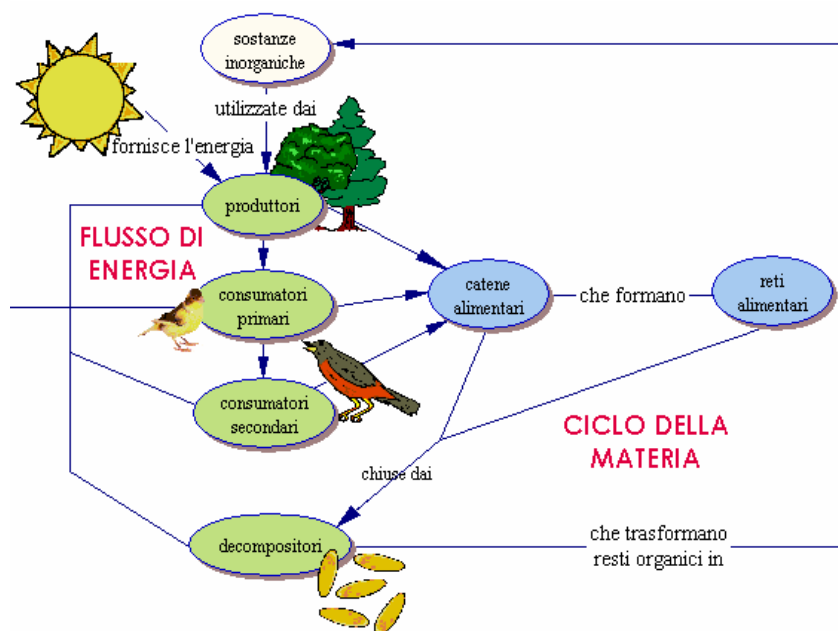 sostanze
inorganiche
utilizzate dai
fornisce l'energia
produttori
FLUSSO DI
ENERGIA
consumatori
primari
catene
alimentari
che formano
reti
alimentari
consumatori
secondari
CICLO DELLA
MATERIA
chiuse dai
decompositori
che trasformano
resti organici in